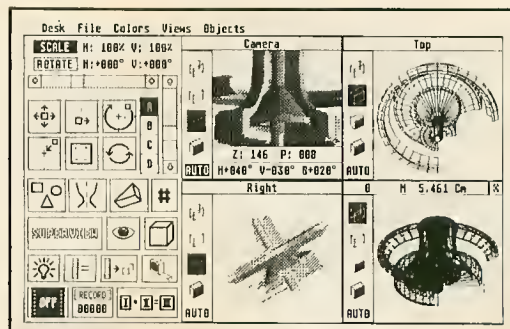 Desk File Colors Views Objects
SCALE H: 100% V: 100%
ROTATE H:+000° V:+000°
Camera
Top
A
B
C
D
Z: 146 P: 000
AUTO H+040° V-030° B+020°
AUTO
Right
0 M 5.461 Cm
#
SUPERVIEW
OFF
RECORD
00000
AUTO
AUTO